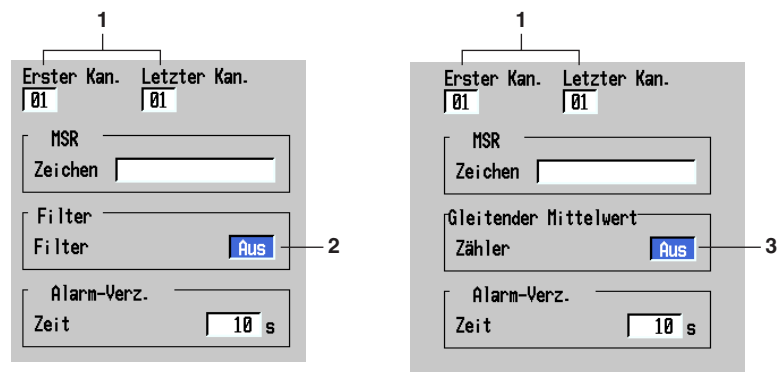 1
Erster Kan. Letzter Kan.
01 01
MSR
Zeichen
Filter
Filter Aus 2
Alarm-Verz.
Zeit 10 s
1
Erster Kan. Letzter Kan.
01 01
MSR
Zeichen
Gleitender Mittelwert
Zähler Aus 3
Alarm-Verz.
Zeit 10 s